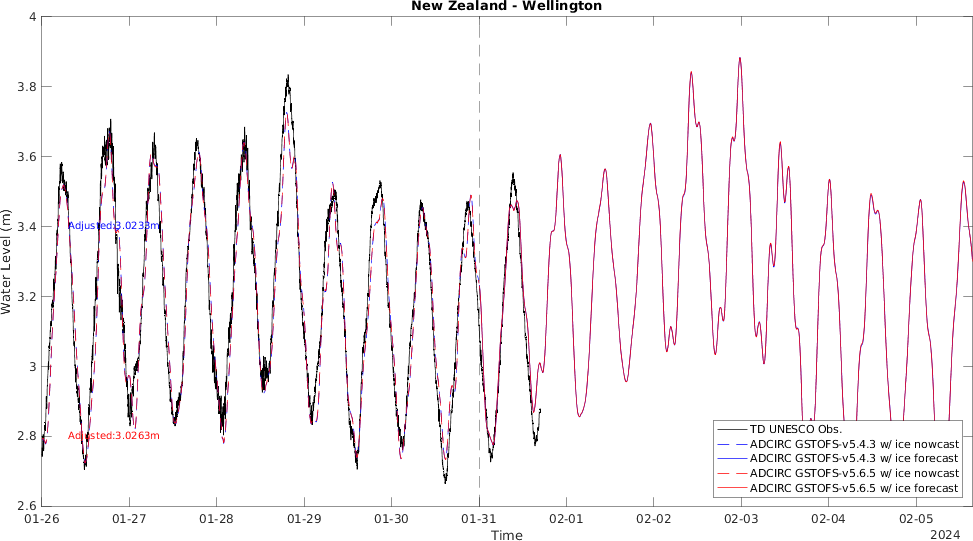 New Zealand - Wellington
4
3.8
3.6
3.4
3.2
3
2.8
2.6
Water Level (m)
Adjusted:3.0233m
Adjusted:3.0263m
TD UNESCO Obs.
ADCIRC GSTOFS-v5.4.3 w/ ice nowcast
ADCIRC GSTOFS-v5.4.3 w/ ice forecast
ADCIRC GSTOFS-v5.6.5 w/ ice nowcast
ADCIRC GSTOFS-v5.6.5 w/ ice forecast
01-26 01-27 01-28 01-29 01-30 01-31 02-01 02-02 02-03 02-04 02-05
Time
2024